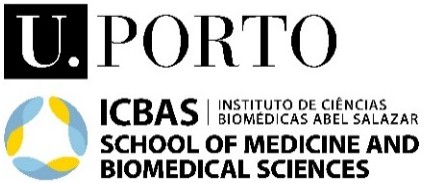 U. PORTO
ICBAS INSTITUTO DE CIÊNCIAS
BIOMÉDICAS ABEL SALAZAR
SCHOOL OF MEDICINE AND
BIOMEDICAL SCIENCES